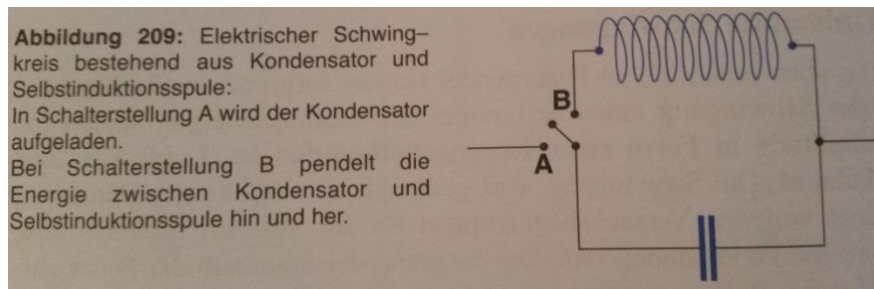 Abbildung 209: Elektrischer Schwing–
kreis bestehend aus Kondensator und
Selbstinduktionsspule:
In Schalterstellung A wird der Kondensator
aufgeladen.
Bei Schalterstellung B pendelt die
Energie zwischen Kondensator und
Selbstinduktionsspule hin und her.
B
A